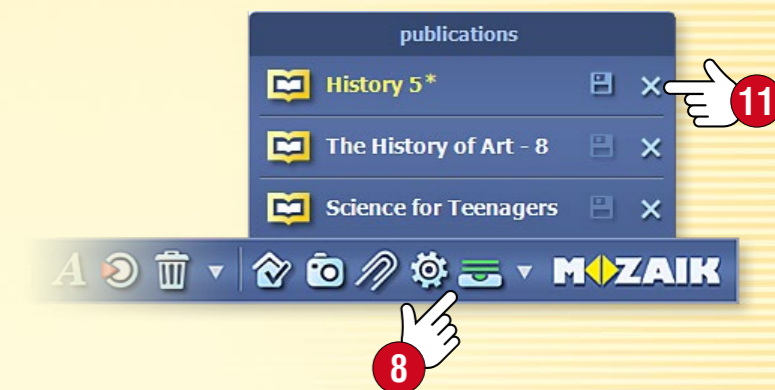 publications
History 5*
11
The History of Art - 8
Science for Teenagers
A
MOZAIK
8